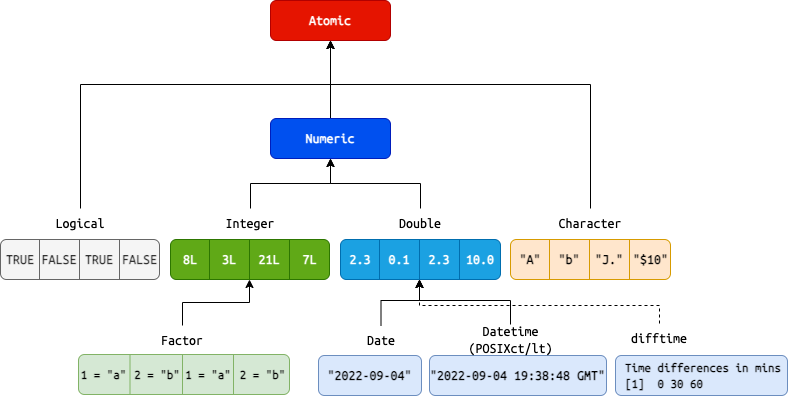 Atomic
Numeric
Logical
Integer
Double
Character
TRUE FALSE TRUE FALSE
8L 3L 21L 7L
2.3 0.1 2.3 10.0
"A" "b" "J." "$10"
Factor
Date
Datetime
(POSIXct/lt)
difftime
1 = "a" 2 = "b" 1 = "a" 2 = "b"
"2022-09-04"
"2022-09-04 19:38:48 GMT"
Time differences in mins
[1]  0 30 60